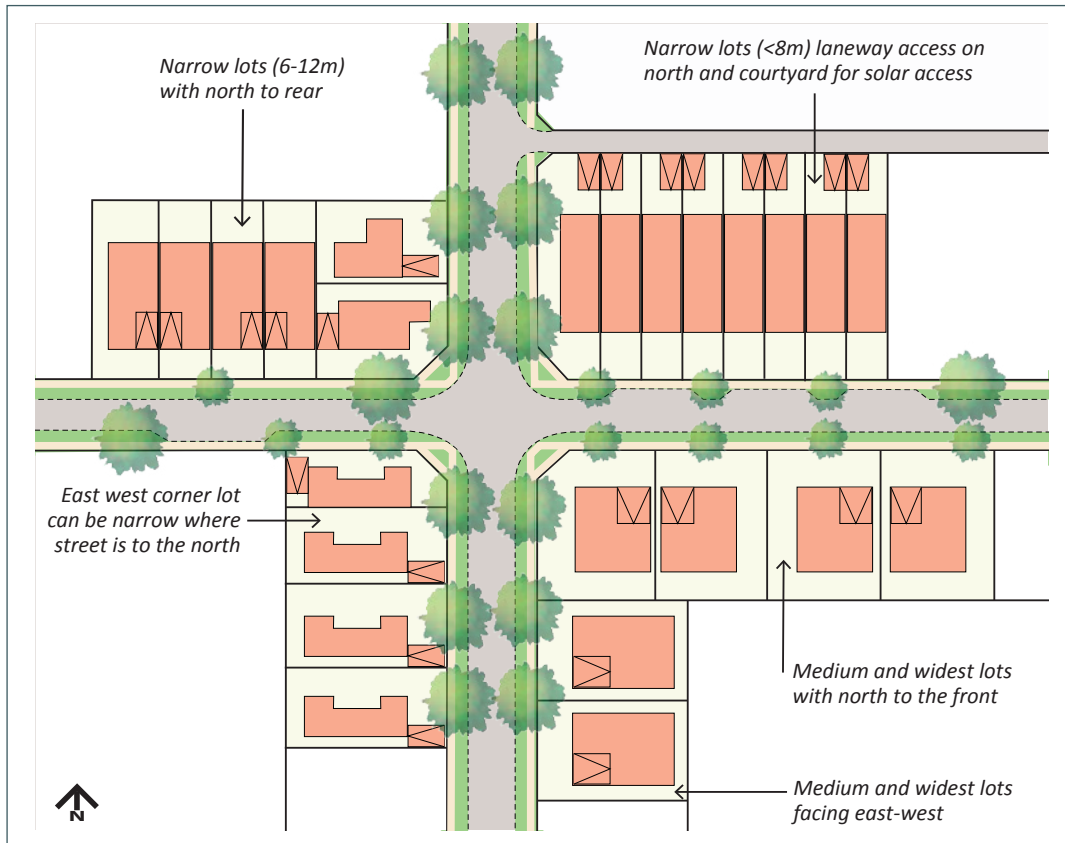 Narrow lots (6-12m)
with north to rear
Narrow lots (<8m) laneway access on
north and courtyard for solar access
East west corner lot
can be narrow where
street is to the north
Medium and widest lots
with north to the front
Medium and widest lots
facing east-west
N